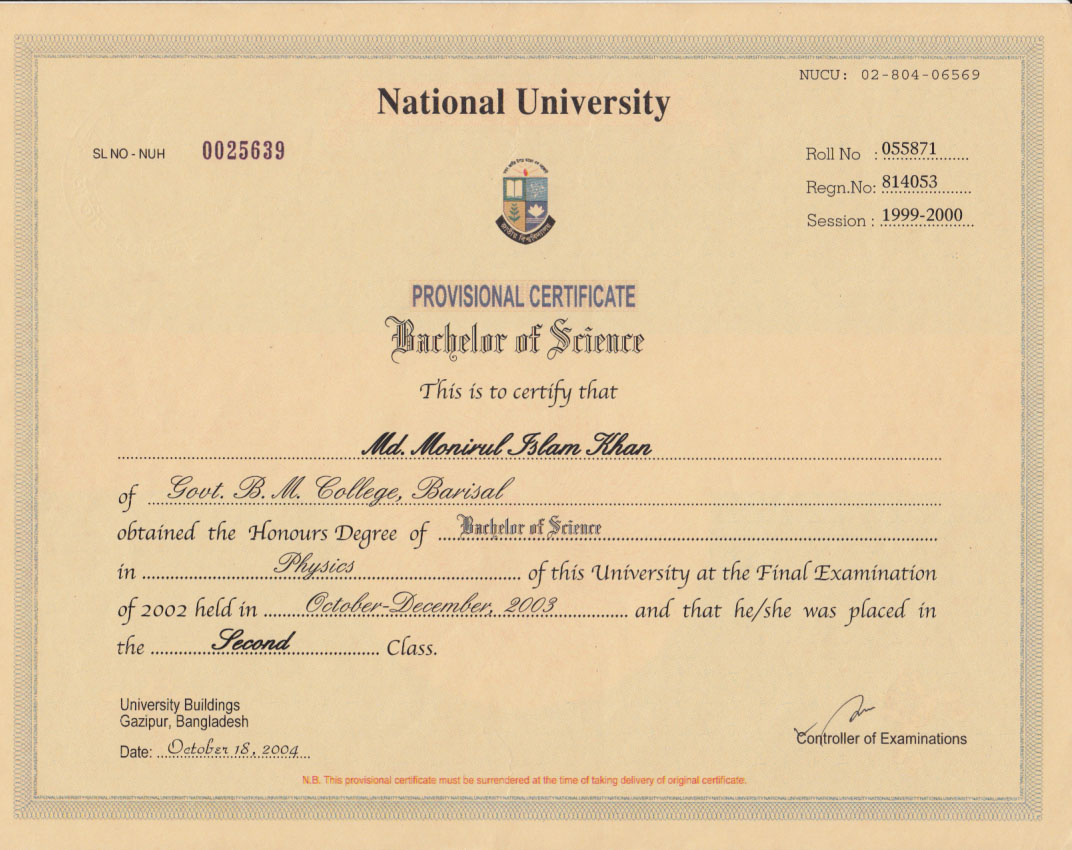 NUCU: 02-804-06569
National University
SL NO - NUH 0025639
Roll No : 055871
Regn.No: 814053
Session : 1999-2000
PROVISIONAL CERTIFICATE
Bachelor of Science
This is to certify that
Md. Monirul Islam Khan
of Govt. B. M. College, Barisal
obtained the Honours Degree of Bachelor of Science
in Physics of this University at the Final Examination
of 2002 held in October-December, 2003 and that he/she was placed in
the Second Class.
University Buildings
Gazipur, Bangladesh
Date: October 18, 2004
Controller of Examinations
N.B. This provisional certificate must be surrendered at the time of taking delivery of original certificate.